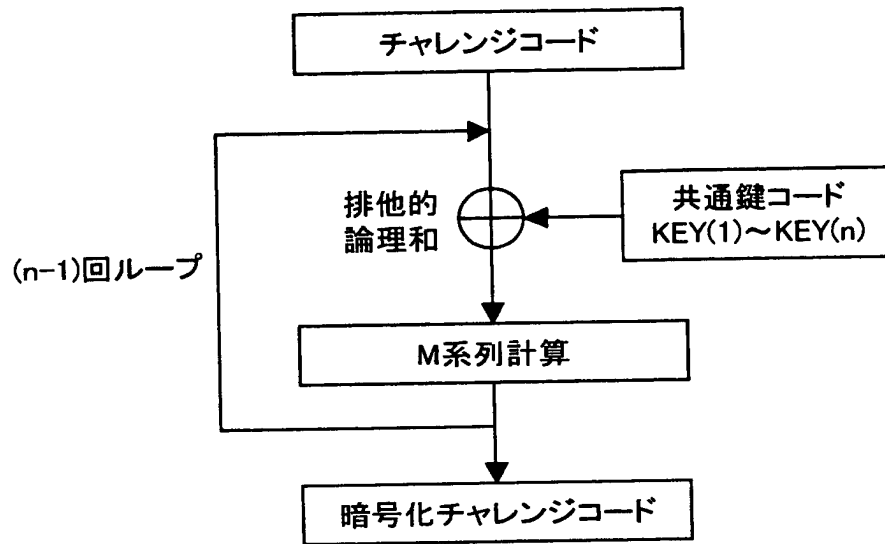 チャレンジコード
排他的
論理和
共通鍵コード
KEY(1)～KEY(n)
(n-1)回ループ
M系列計算
暗号化チャレンジコード